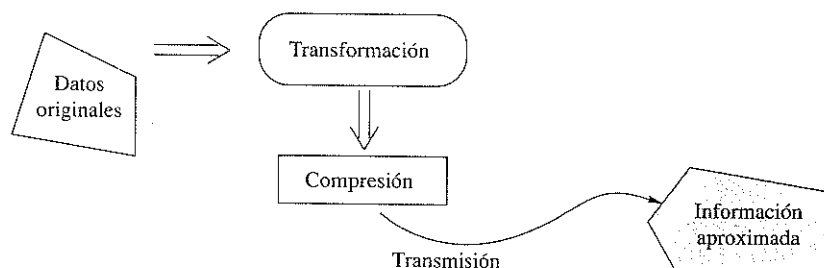 Transformación
Datos
originales
Compresión
Información
aproximada
Transmisión